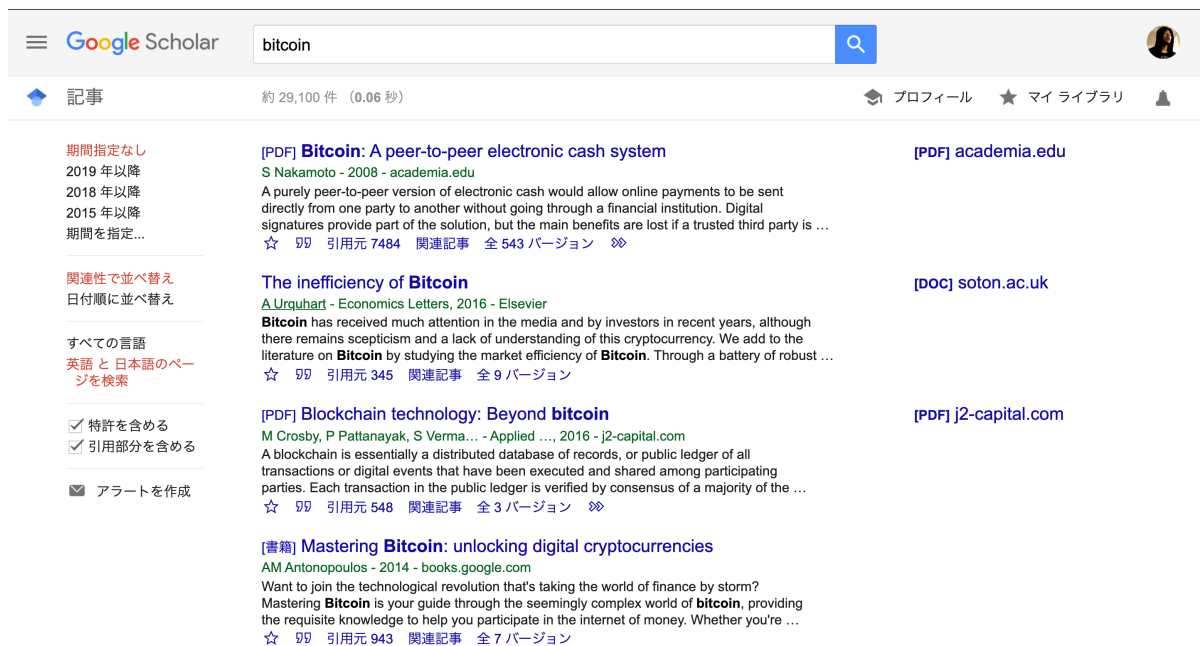 Google Scholar
bitcoin
記事
約 29,100 件 （0.06 秒）
プロフィール
マイ ライブラリ
期間指定なし
2019 年以降
2018 年以降
2015 年以降
期間を指定...
関連性で並べ替え
日付順に並べ替え
すべての言語
英語 と 日本語のペー
ジを検索
特許を含める
引用部分を含める
アラートを作成
[PDF] Bitcoin: A peer-to-peer electronic cash system
S Nakamoto - 2008 - academia.edu
A purely peer-to-peer version of electronic cash would allow online payments to be sent
directly from one party to another without going through a financial institution. Digital
signatures provide part of the solution, but the main benefits are lost if a trusted third party is …
引用元 7484 関連記事 全 543 バージョン
[PDF] academia.edu
The inefficiency of Bitcoin
A Urquhart - Economics Letters, 2016 - Elsevier
Bitcoin has received much attention in the media and by investors in recent years, although
there remains scepticism and a lack of understanding of this cryptocurrency. We add to the
literature on Bitcoin by studying the market efficiency of Bitcoin. Through a battery of robust …
引用元 345 関連記事 全 9 バージョン
[DOC] soton.ac.uk
[PDF] Blockchain technology: Beyond bitcoin
M Crosby, P Pattanayak, S Verma… - Applied …, 2016 - j2-capital.com
A blockchain is essentially a distributed database of records, or public ledger of all
transactions or digital events that have been executed and shared among participating
parties. Each transaction in the public ledger is verified by consensus of a majority of the …
引用元 548 関連記事 全 3 バージョン
[PDF] j2-capital.com
[書籍] Mastering Bitcoin: unlocking digital cryptocurrencies
AM Antonopoulos - 2014 - books.google.com
Want to join the technological revolution that's taking the world of finance by storm?
Mastering Bitcoin is your guide through the seemingly complex world of bitcoin, providing
the requisite knowledge to help you participate in the internet of money. Whether you're …
引用元 943 関連記事 全 7 バージョン